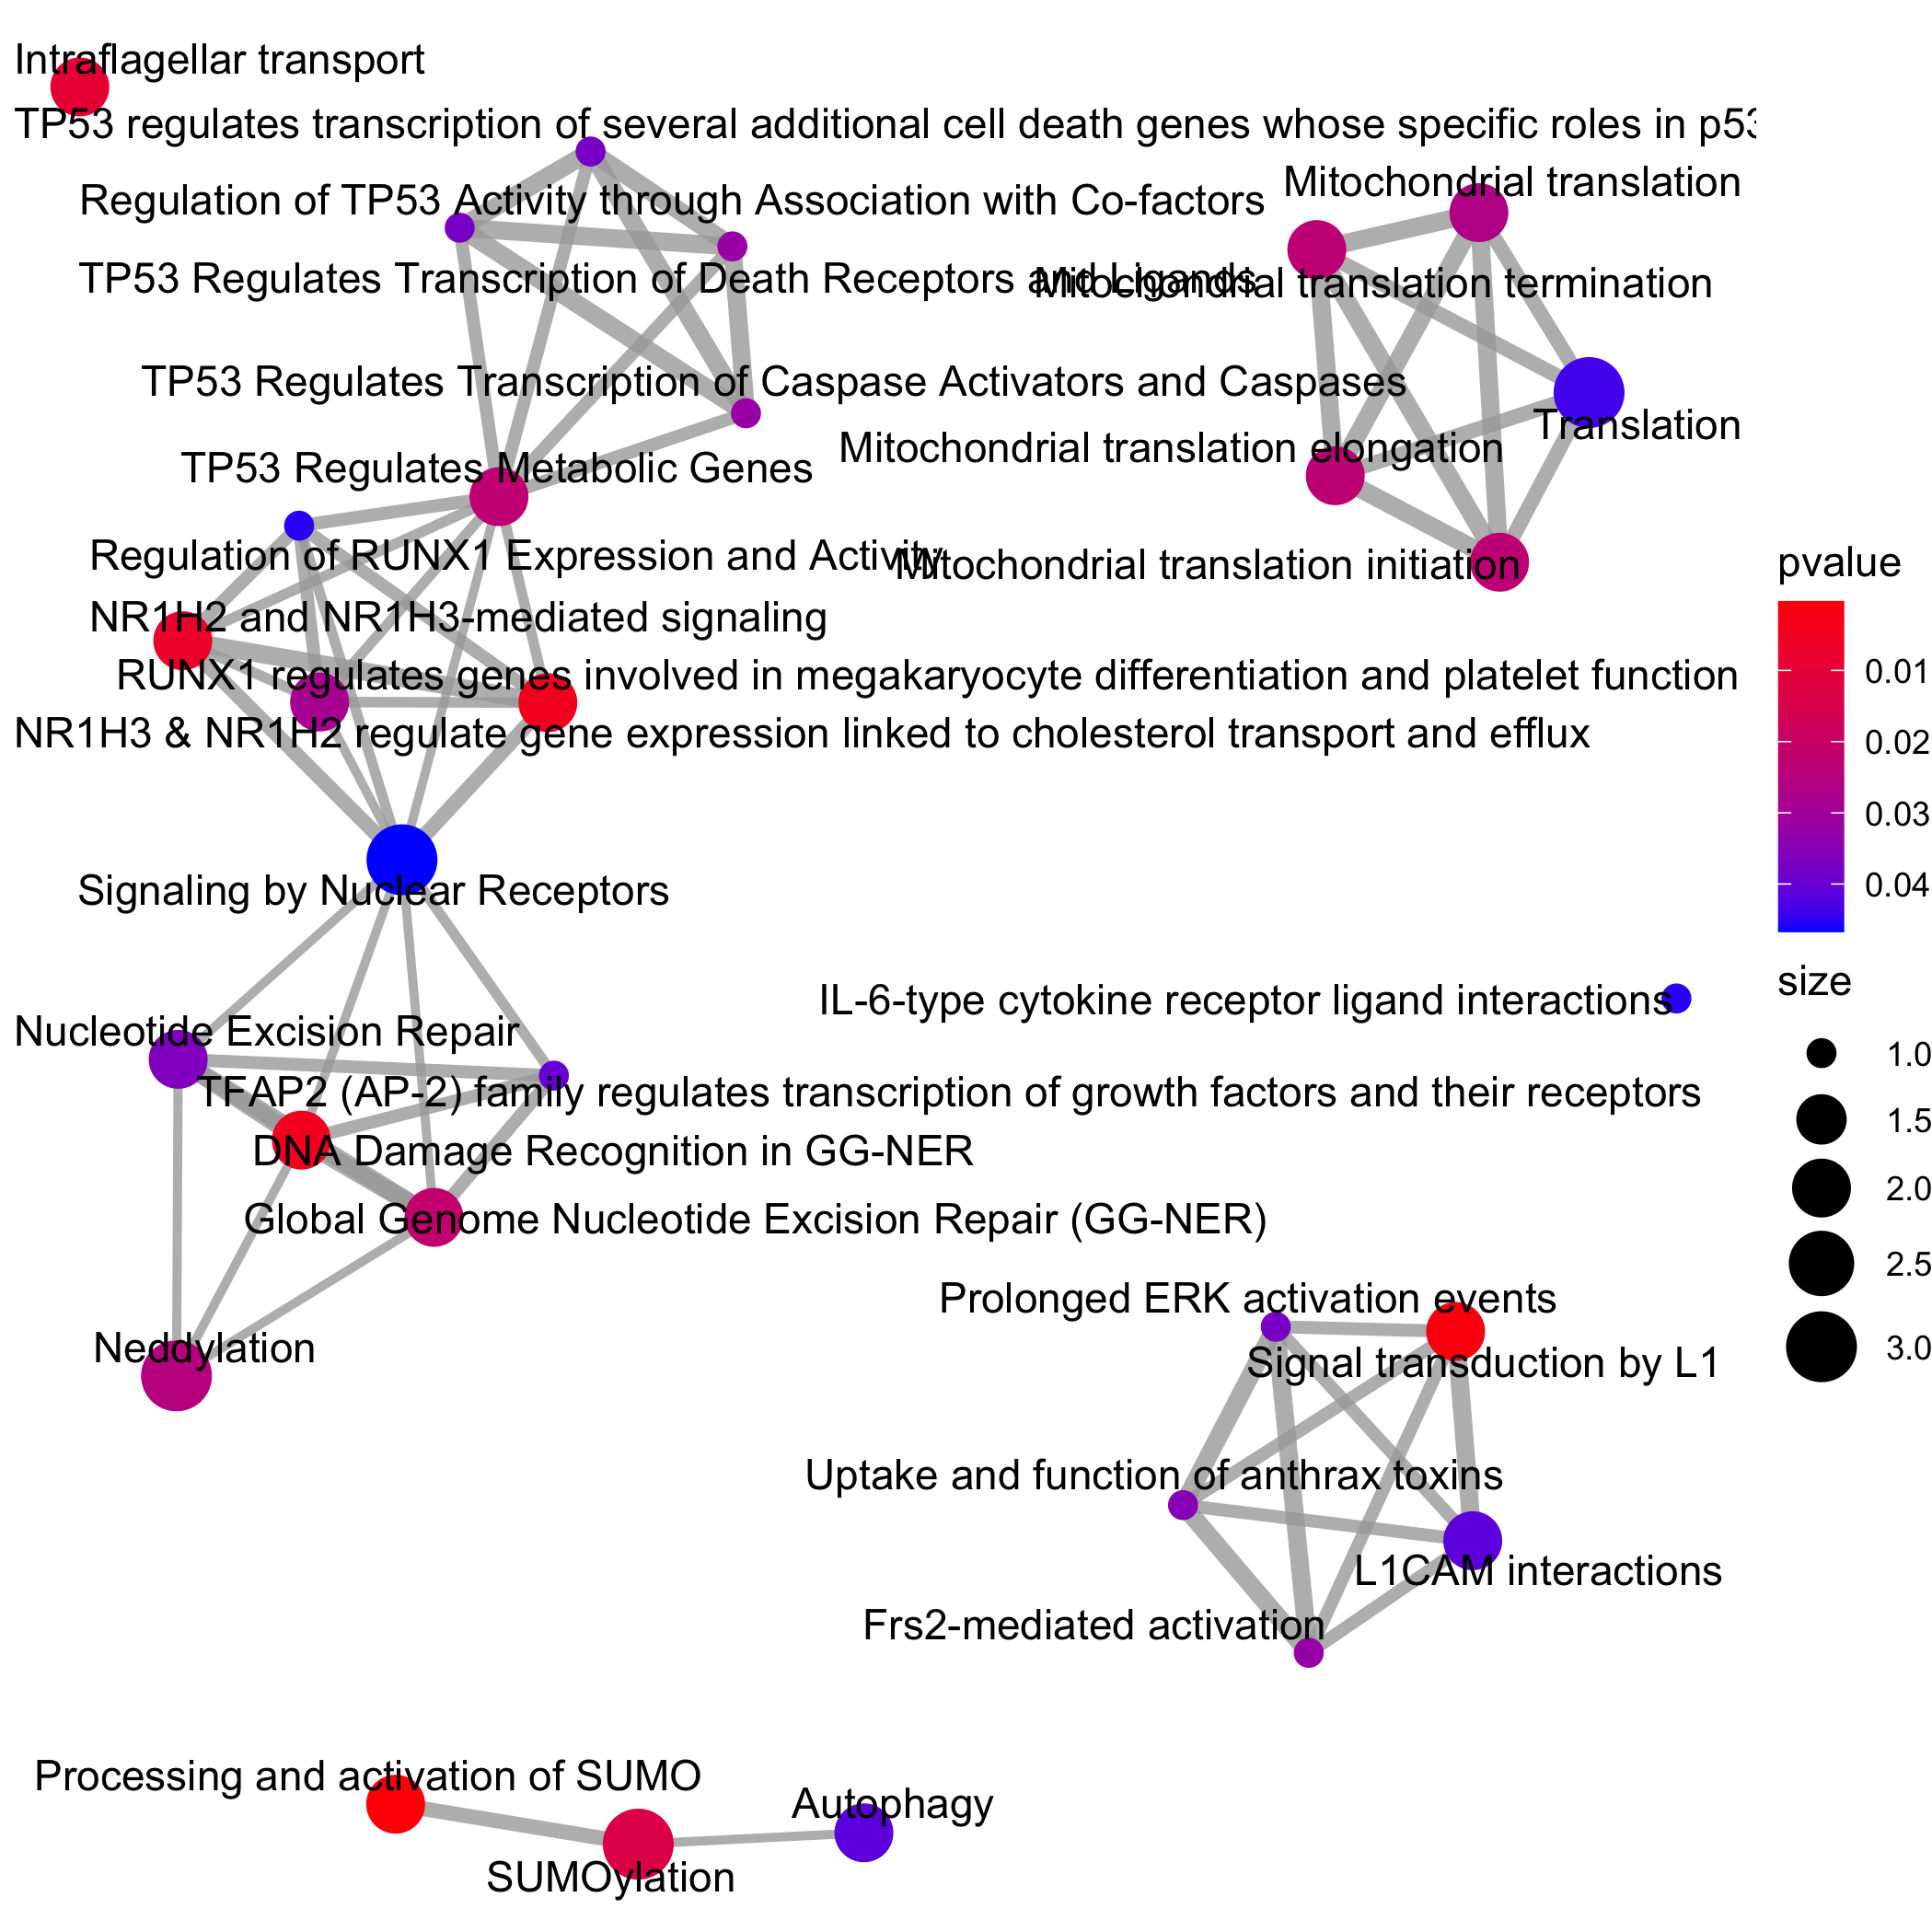 Intraflagellar transport
TP53 regulates transcription of several additional cell death genes whose specific roles in p53
Mitochondrial translation
Regulation of TP53 Activity through Association with Co-factors
TP53 Regulates Transcription of Death Receptors and Ligands
Mitochondrial translation termination
TP53 Regulates Transcription of Caspase Activators and Caspases
Translation
Mitochondrial translation elongation
TP53 Regulates Metabolic Genes
Regulation of RUNX1 Expression and Activity
Mitochondrial translation initiation
NR1H2 and NR1H3-mediated signaling
RUNX1 regulates genes involved in megakaryocyte differentiation and platelet function
NR1H3 & NR1H2 regulate gene expression linked to cholesterol transport and efflux
Signaling by Nuclear Receptors
IL-6-type cytokine receptor ligand interactions
Nucleotide Excision Repair
TFAP2 (AP-2) family regulates transcription of growth factors and their receptors
DNA Damage Recognition in GG-NER
Global Genome Nucleotide Excision Repair (GG-NER)
Prolonged ERK activation events
Neddylation
Signal transduction by L1
Uptake and function of anthrax toxins
L1CAM interactions
Frs2-mediated activation
Processing and activation of SUMO
Autophagy
SUMOylation
pvalue
0.01
0.02
0.03
0.04
size
1.0
1.5
2.0
2.5
3.0